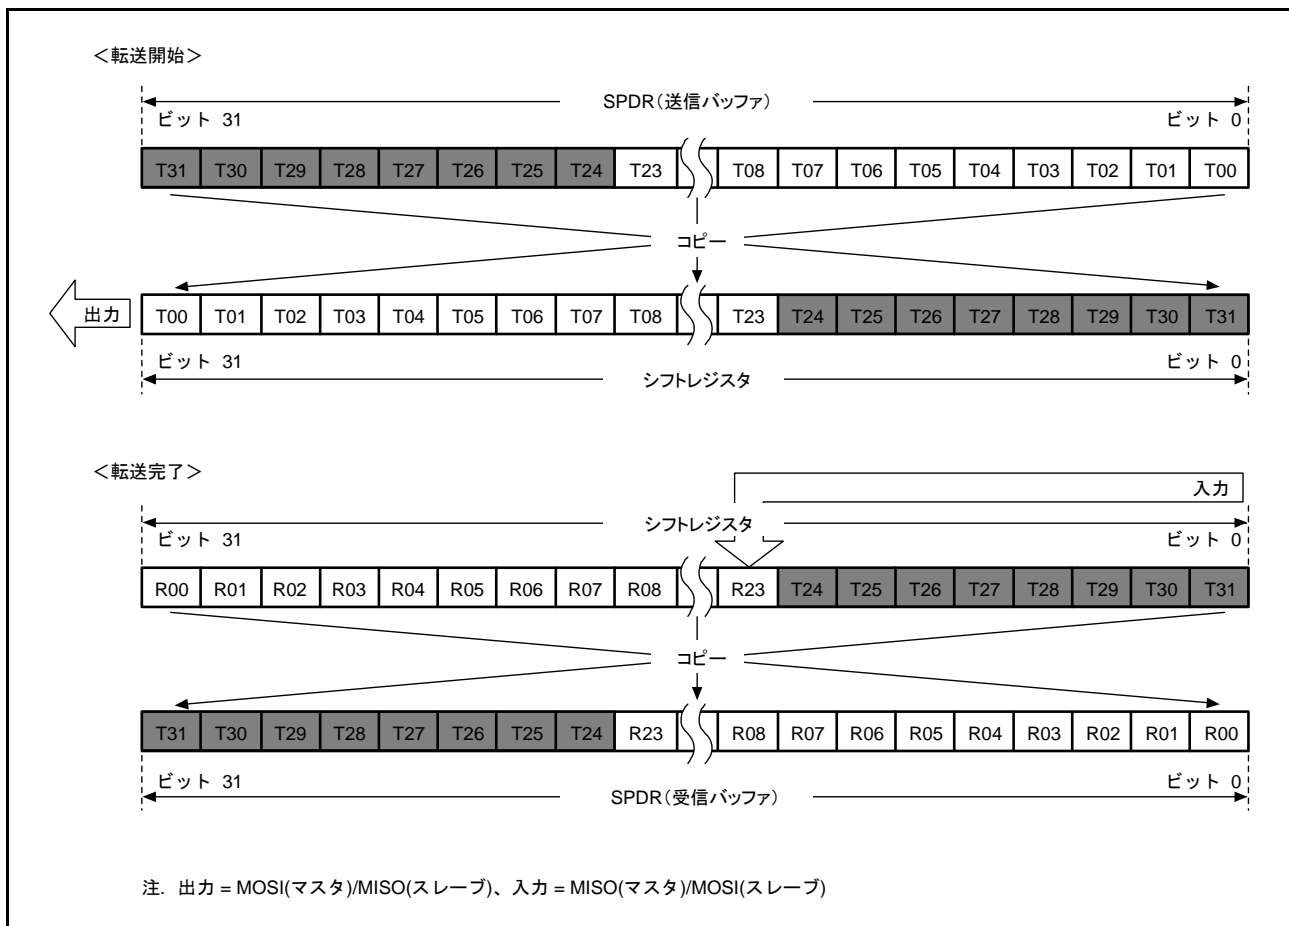 ＜転送開始＞
SPDR（送信バッファ）
ビット 31 ビット 0
T31 T30 T29 T28 T27 T26 T25 T24 T23 T08 T07 T06 T05 T04 T03 T02 T01 T00
コピー
出力 T00 T01 T02 T03 T04 T05 T06 T07 T08 T23 T24 T25 T26 T27 T28 T29 T30 T31
ビット 31 ビット 0
シフトレジスタ
＜転送完了＞
入力
シフトレジスタ
ビット 31 ビット 0
R00 R01 R02 R03 R04 R05 R06 R07 R08 R23 T24 T25 T26 T27 T28 T29 T30 T31
コピー
T31 T30 T29 T28 T27 T26 T25 T24 R23 R08 R07 R06 R05 R04 R03 R02 R01 R00
ビット 31 ビット 0
SPDR（受信バッファ）
注. 出力 = MOSI(マスタ)/MISO(スレーブ)、入力 = MISO(マスタ)/MOSI(スレーブ)